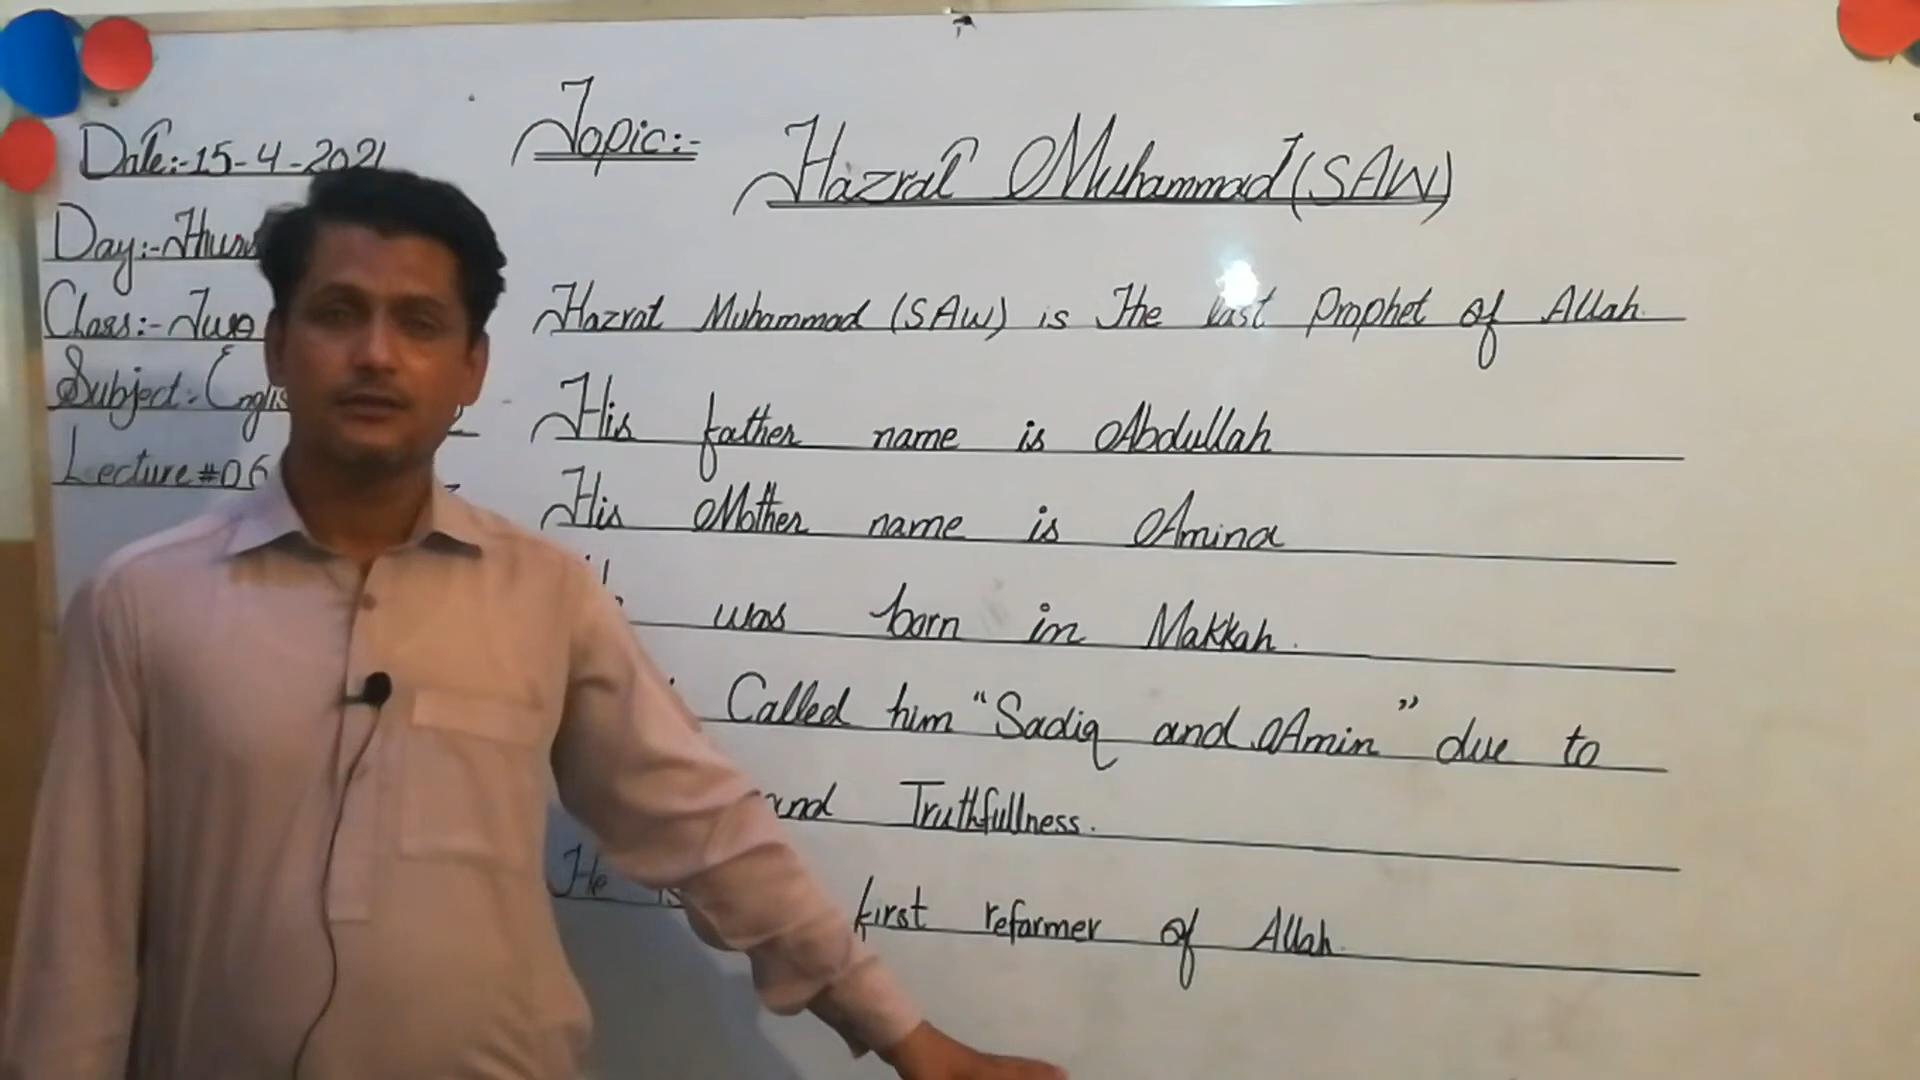 Date:-15-4-2021
Day:-
Class:- Two
Subject:-
Lecture #06
Topic:-
Hazrat Muhammad (SAW)
Hazrat Muhammad (SAW) is The last Prophet of Allah.
His father name is Abdullah
His Mother name is Amina
was born in Makkah.
Called him "Sadiq and Amin" due to
and Truthfullness.
He is first reformer of Allah.